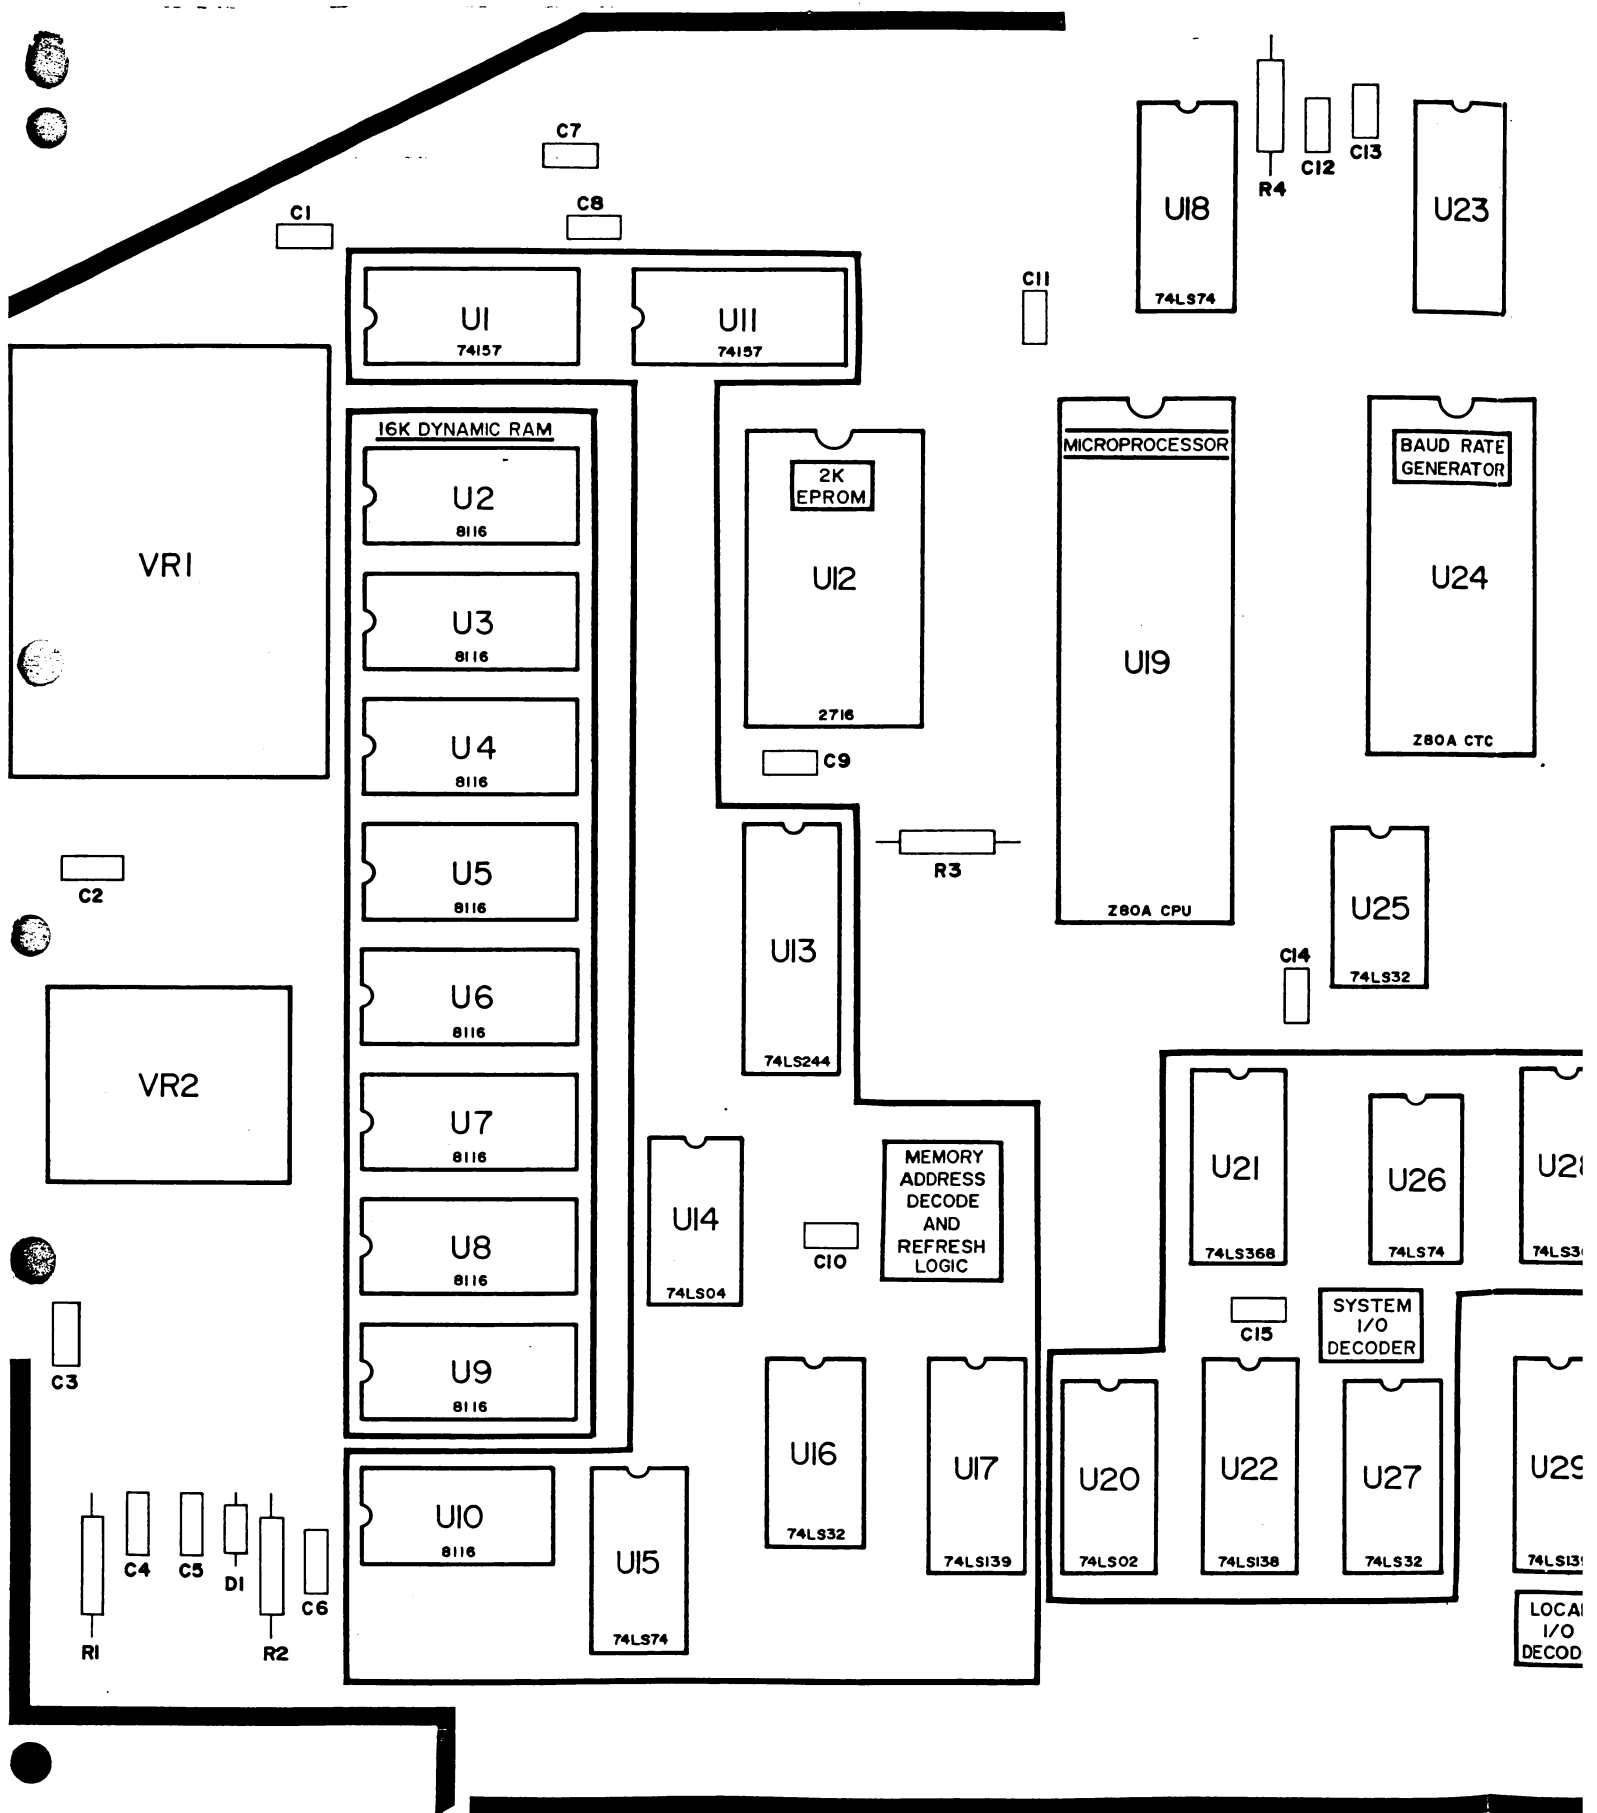 C7
C8
C1
R4
C12
C13
U18
74LS74
U23
C11
U1
74157
U11
74157
VR1
16K DYNAMIC RAM
U2
8116
U3
8116
U4
8116
U5
8116
U6
8116
U7
8116
U8
8116
U9
8116
2K
EPROM
U12
2716
C9
MICROPROCESSOR
U19
Z80A CPU
BAUD RATE
GENERATOR
U24
Z80A CTC
R3
C2
U13
74LS244
U25
74LS32
C14
VR2
U14
74LS04
C10
MEMORY
ADDRESS
DECODE
AND
REFRESH
LOGIC
U21
74LS368
U26
74LS74
C15
SYSTEM
I/O
DECODER
C3
U16
74LS32
U17
74LS139
U20
74LS02
U22
74LS138
U27
74LS32
U29
U10
8116
U15
74LS74
C4
C5
D1
C6
R1
R2
I/O